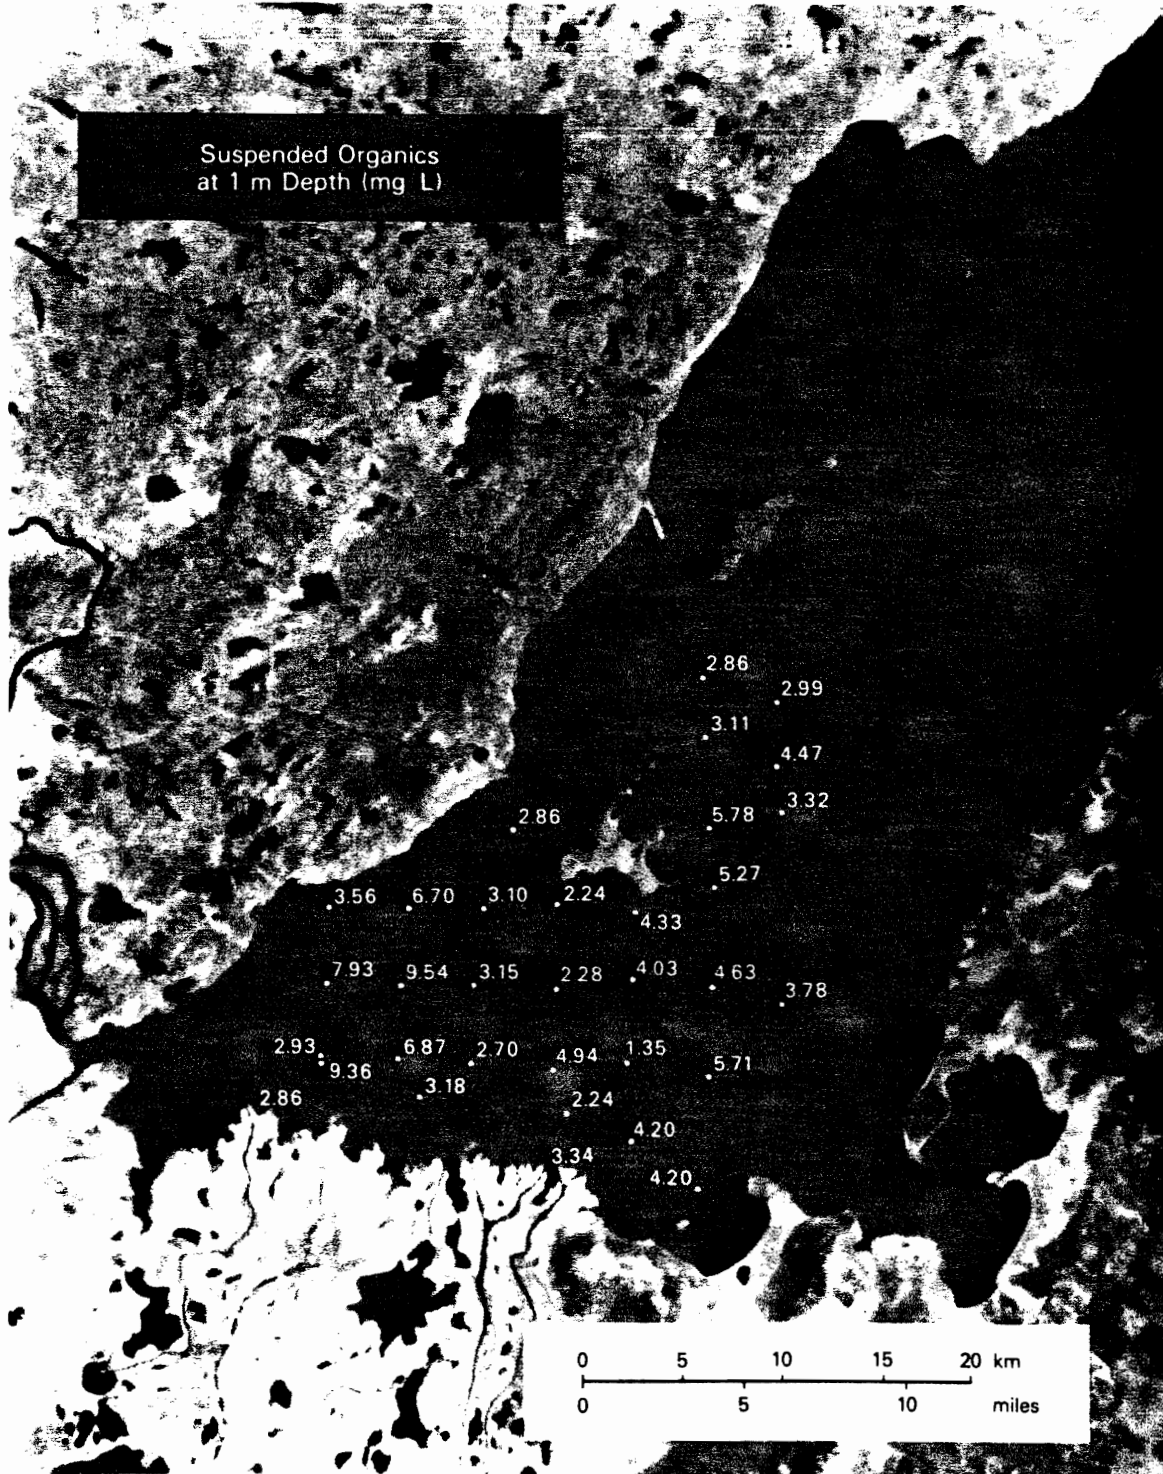 Suspended Organics
at 1 m Depth (mg L)
2.86
2.99
3.11
4.47
3.32
2.86
5.78
5.27
3.56 6.70 3.10 2.24
4.33
7.93 9.54 3.15 2.28 4.03 4.63
3.78
2.93 6.87 2.70 4.94 1.35
9.36 5.71
3.18
2.86 2.24
4.20
3.34
4.20
0 5 10 15 20 km
0 5 10 miles